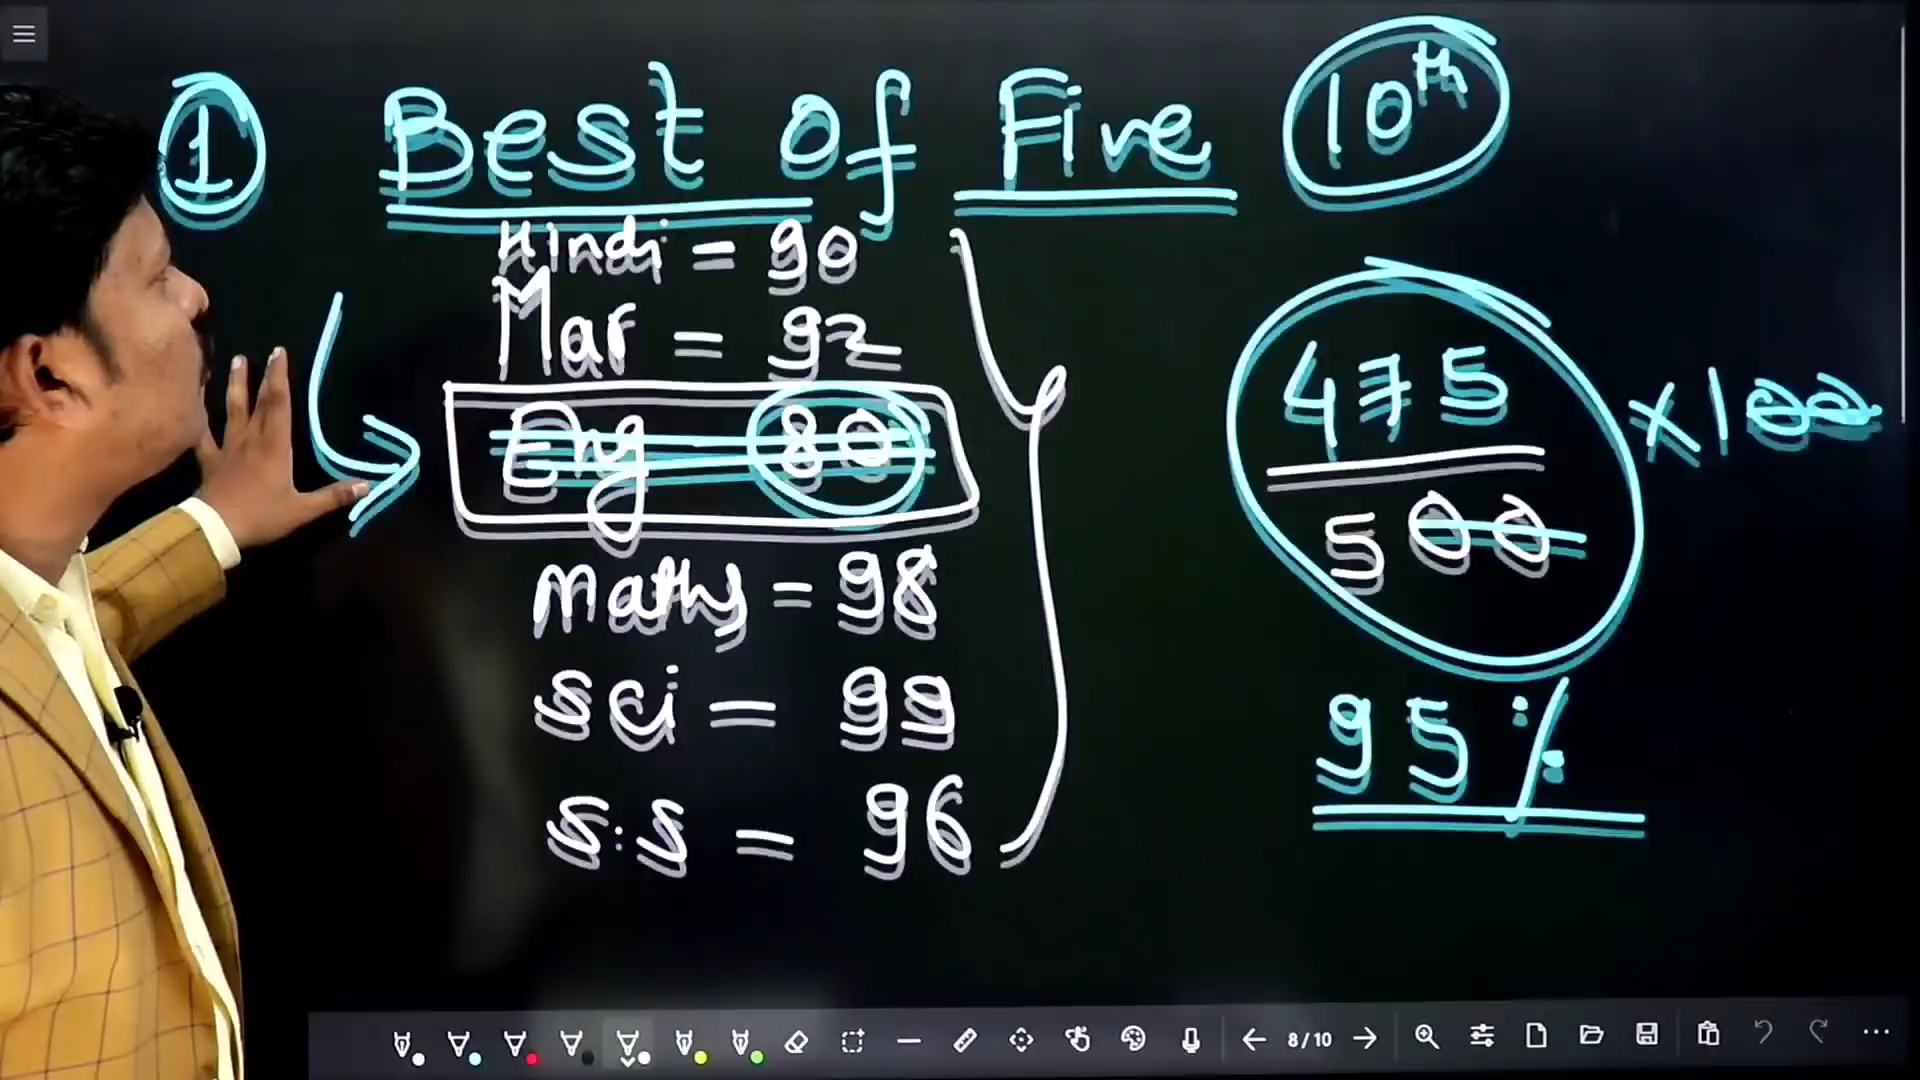 1 Best of Five 10th
Hindi = 90
Mar = 92
Eng 80
Maths = 98
Sci = 99
S.S = 96
475
500
×100
95%
8/10